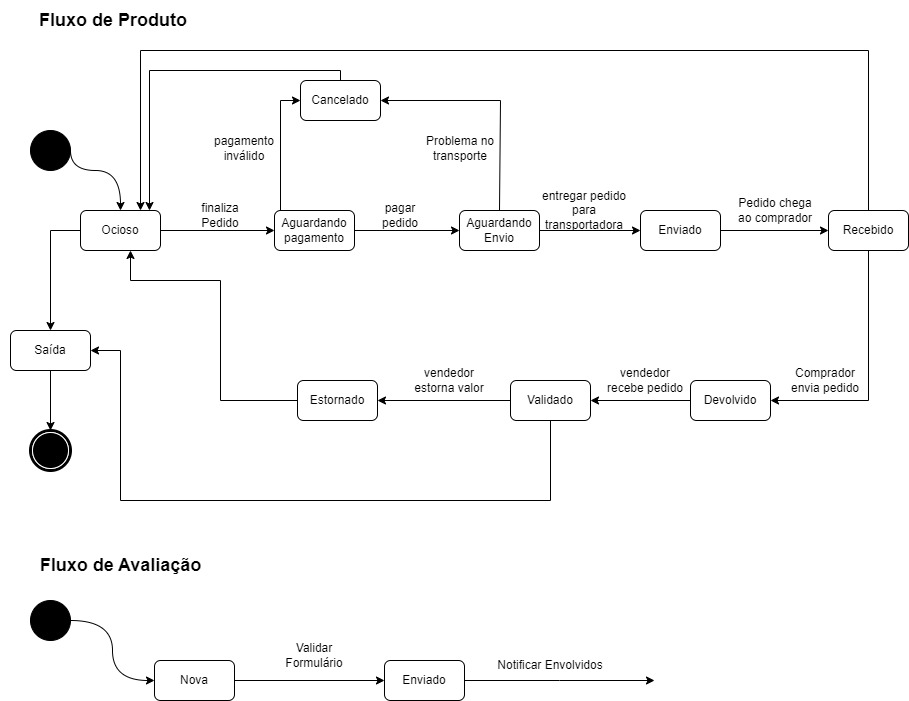 Fluxo de Produto
Cancelado
pagamento
inválido
Problema no
transporte
Ocioso
finaliza
Pedido
Aguardando
pagamento
pagar
pedido
Aguardando
Envio
entregar pedido
para
transportadora
Enviado
Pedido chega
ao comprador
Recebido
Saída
Estornado
vendedor
estorna valor
Validado
vendedor
recebe pedido
Devolvido
Comprador
envia pedido
Fluxo de Avaliação
Nova
Validar
Formulário
Enviado
Notificar Envolvidos